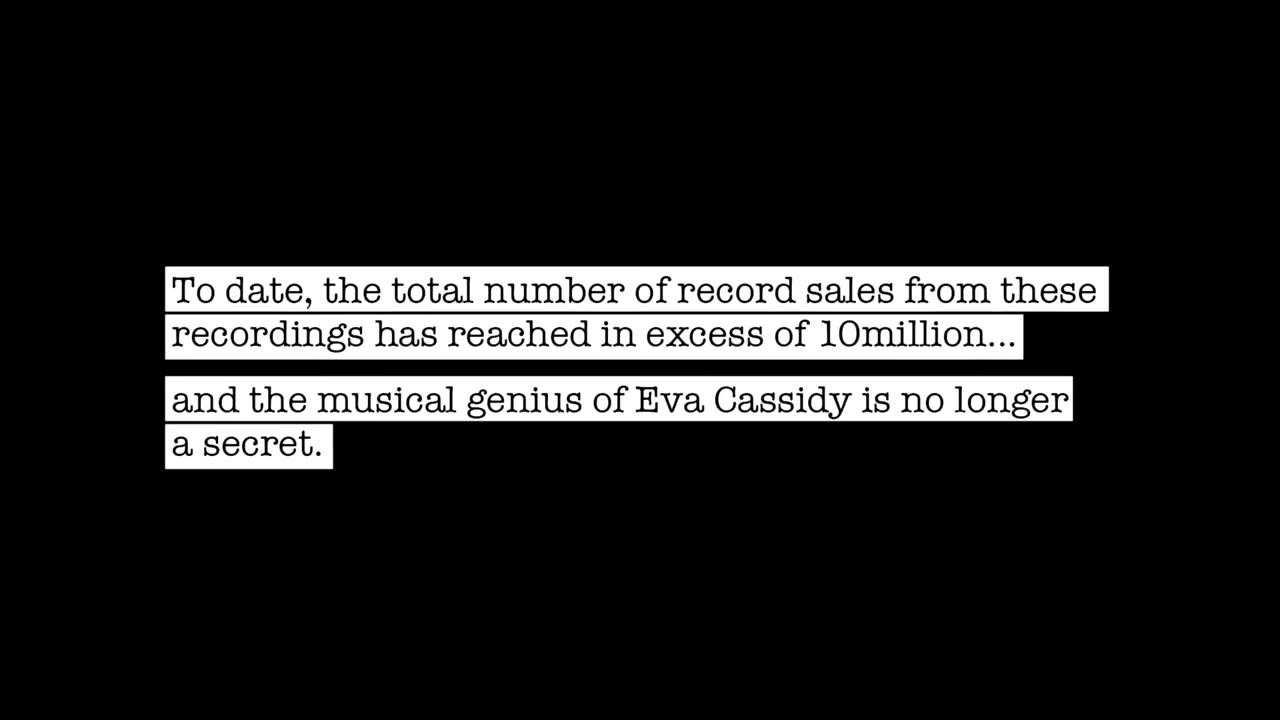 To date, the total number of record sales from these
recordings has reached in excess of 10million...
and the musical genius of Eva Cassidy is no longer
a secret.